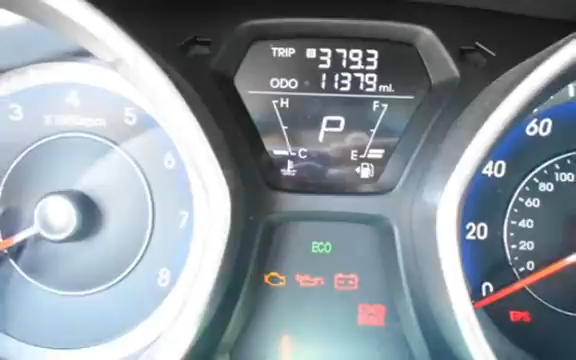 TRIP B 379.3
ODO 11379 mi.
H F
P
C E
3 4 5 6 7 8
x1000rpm
ECO
60 40 20 0
100 80 60 40 20 0
EPS